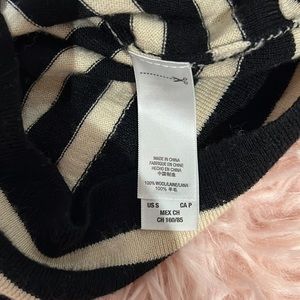 MADE IN CHINA
FABRIQUÉ EN CHINE
HECHO EN CHINA
中国制造
100% WOOL/LAINE/LANA
100% 羊毛
US S CA P
MEX CH
CN 160/85